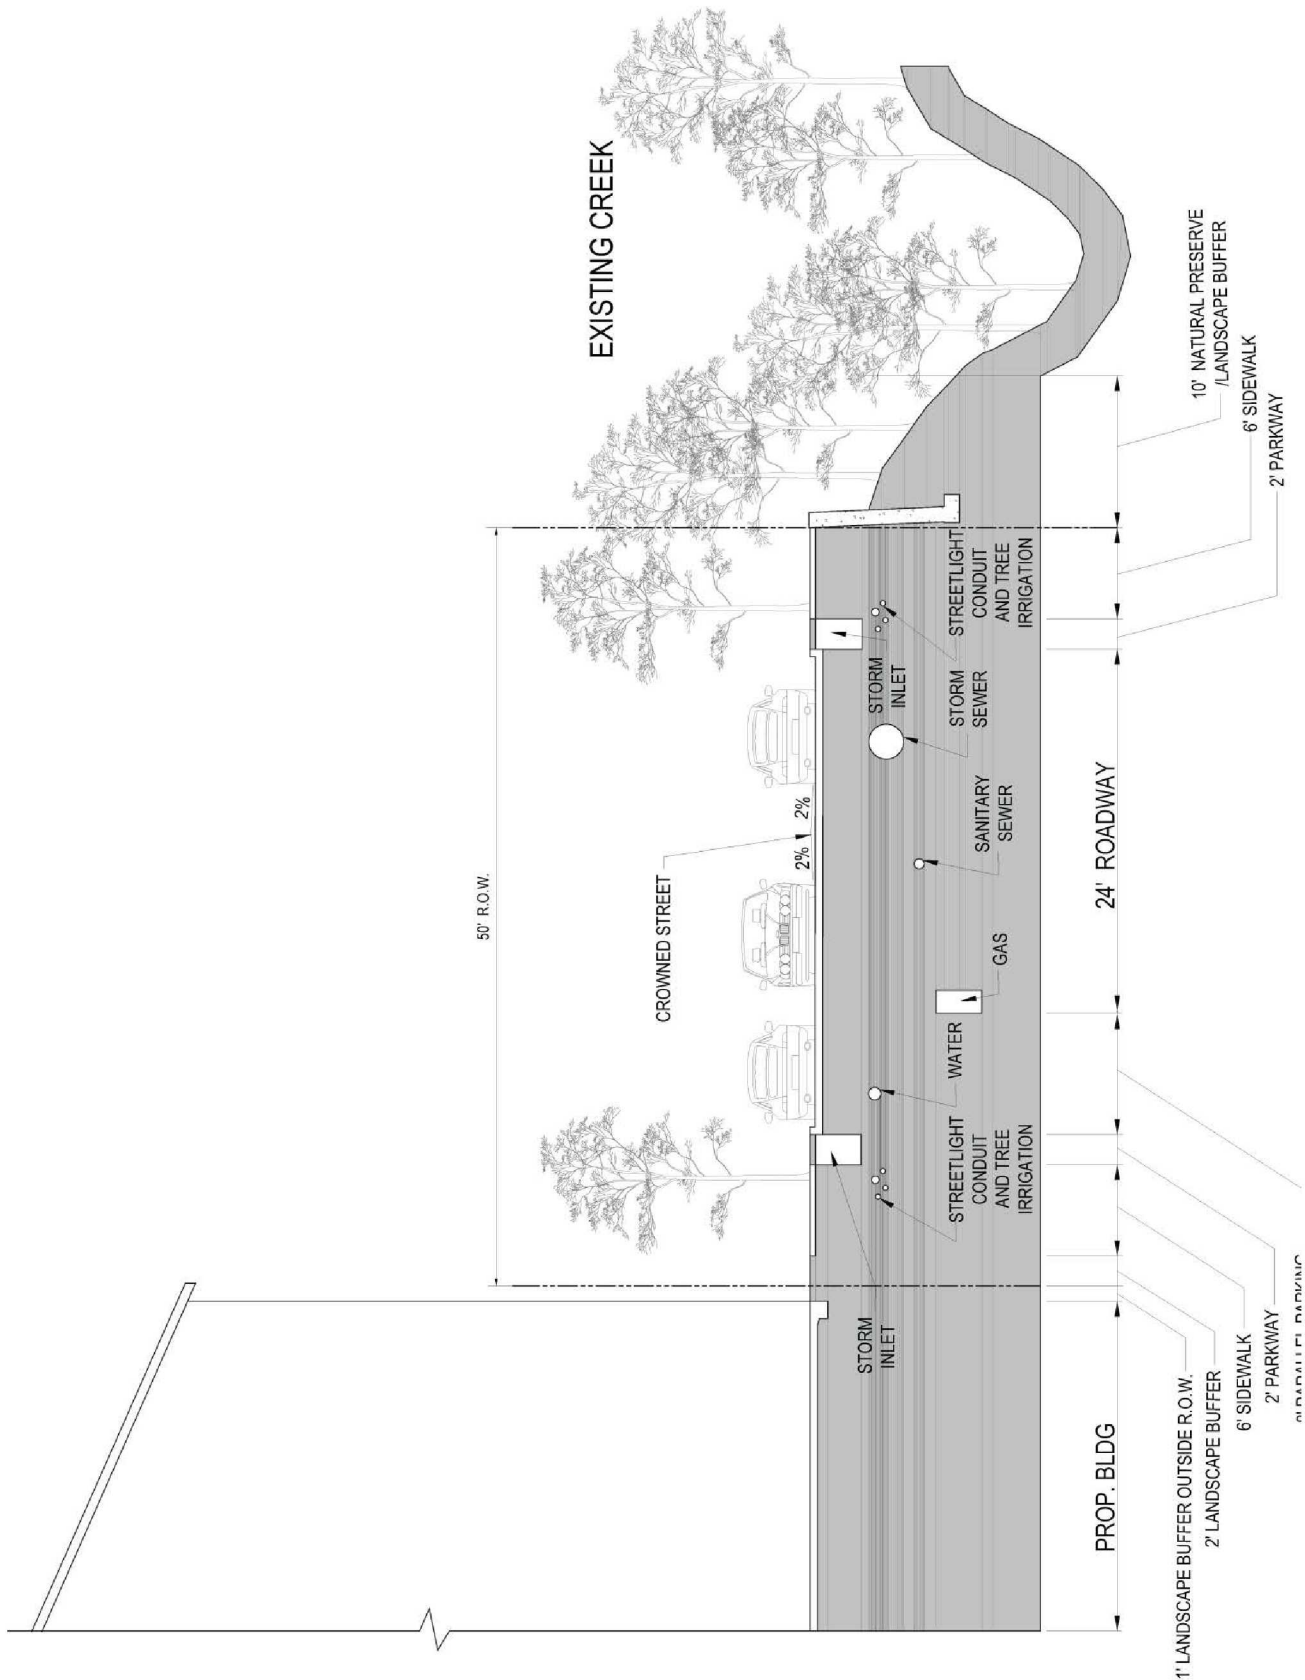 50' R.O.W.
EXISTING CREEK
CROWNED STREET
2%
2%
STORM
INLET
STREETLIGHT
CONDUIT
AND TREE
IRRIGATION
WATER
GAS
SANITARY
SEWER
STORM
SEWER
STORM
INLET
STREETLIGHT
CONDUIT
AND TREE
IRRIGATION
PROP. BLDG
24' ROADWAY
1' LANDSCAPE BUFFER OUTSIDE R.O.W.
2' LANDSCAPE BUFFER
6' SIDEWALK
2' PARKWAY
PARALLEL PARKING
10' NATURAL PRESERVE
/LANDSCAPE BUFFER
6' SIDEWALK
2' PARKWAY